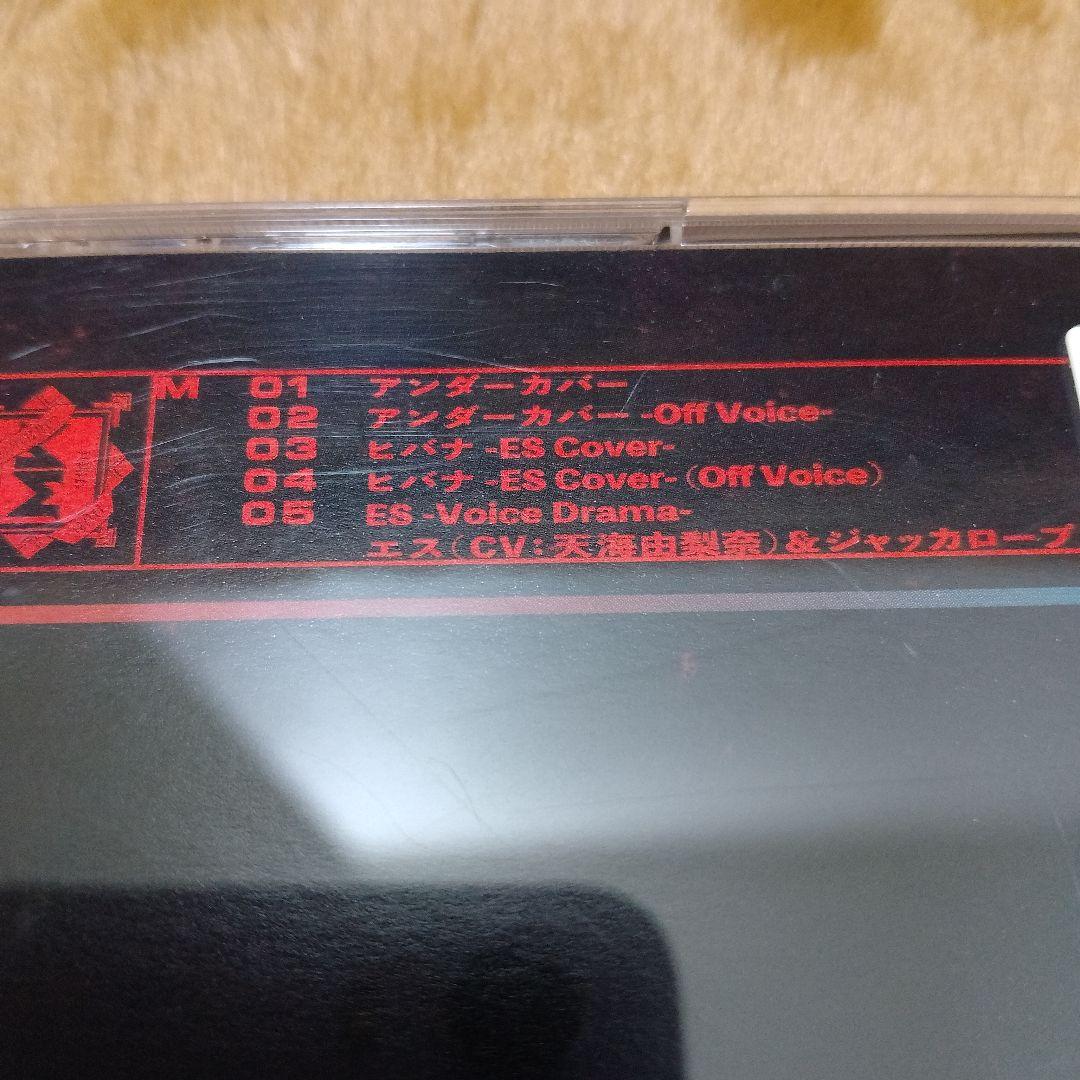 M 01 アンダーカバー
02 アンダーカバー -Off Voice-
03 ヒバナ -ES Cover-
04 ヒバナ -ES Cover- (Off Voice)
05 ES -Voice Drama-
エス(CV:天海由梨奈)&ジャッカロープ